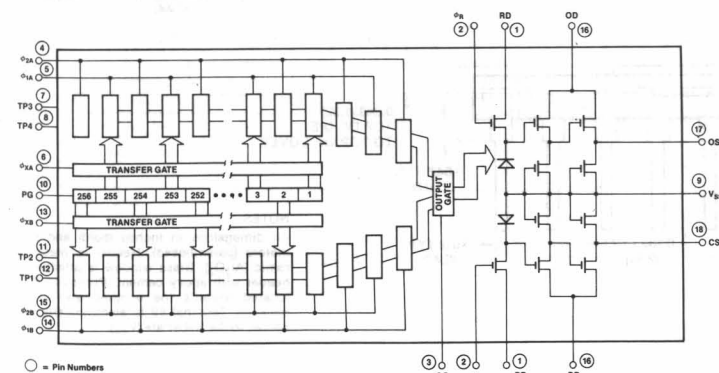 ϕR RD OD
2 1 16
4
ϕ2A
5
ϕ1A
7
TP3
8
TP4
17
OS
6
ϕXA
TRANSFER GATE
10
PG
256 255 254 253 252 3 2 1
OUTPUT GATE
9
13
ϕXB
TRANSFER GATE
18
CS
11
TP2
12
TP1
15
ϕ2B
14
ϕ1B
3 2 1 16
= Pin Numbers